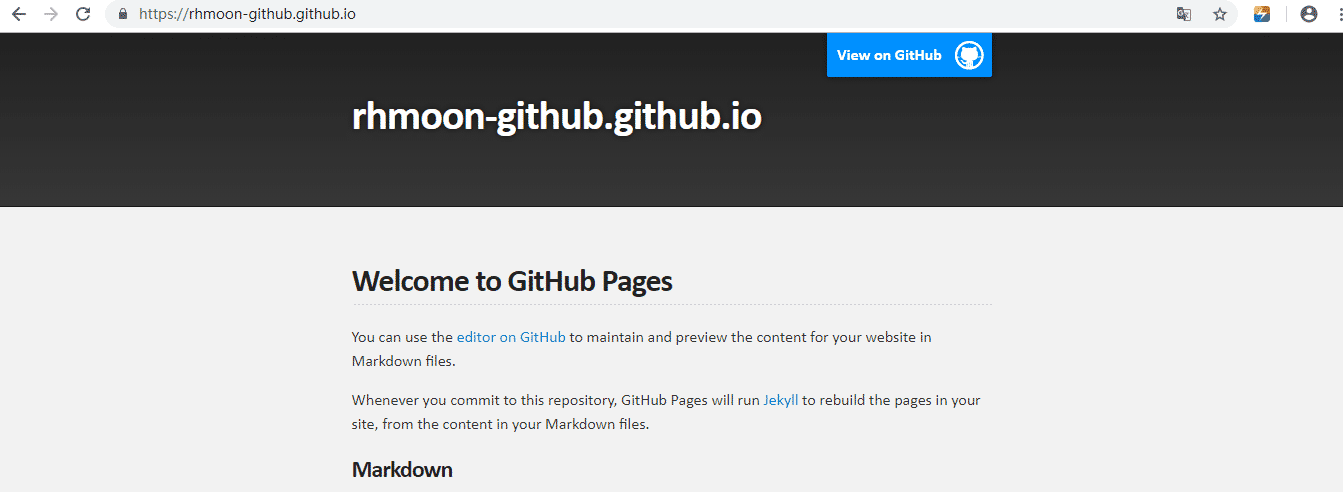 https://rhmoon-github.github.io
View on GitHub
rhmoon-github.github.io
Welcome to GitHub Pages
You can use the editor on GitHub to maintain and preview the content for your website in
Markdown files.
Whenever you commit to this repository, GitHub Pages will run Jekyll to rebuild the pages in your
site, from the content in your Markdown files.
Markdown